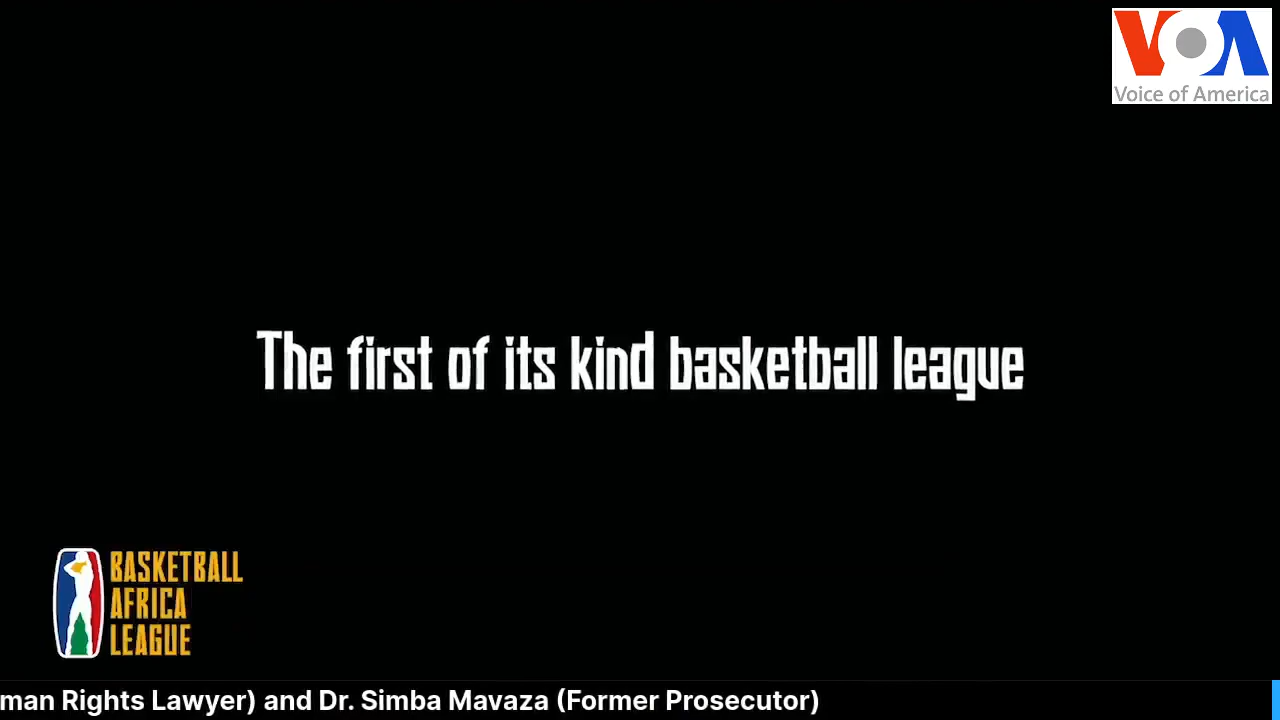 VOA
Voice of America
The first of its kind basketball league
BASKETBALL
AFRICA
LEAGUE
man Rights Lawyer) and Dr. Simba Mavaza (Former Prosecutor)